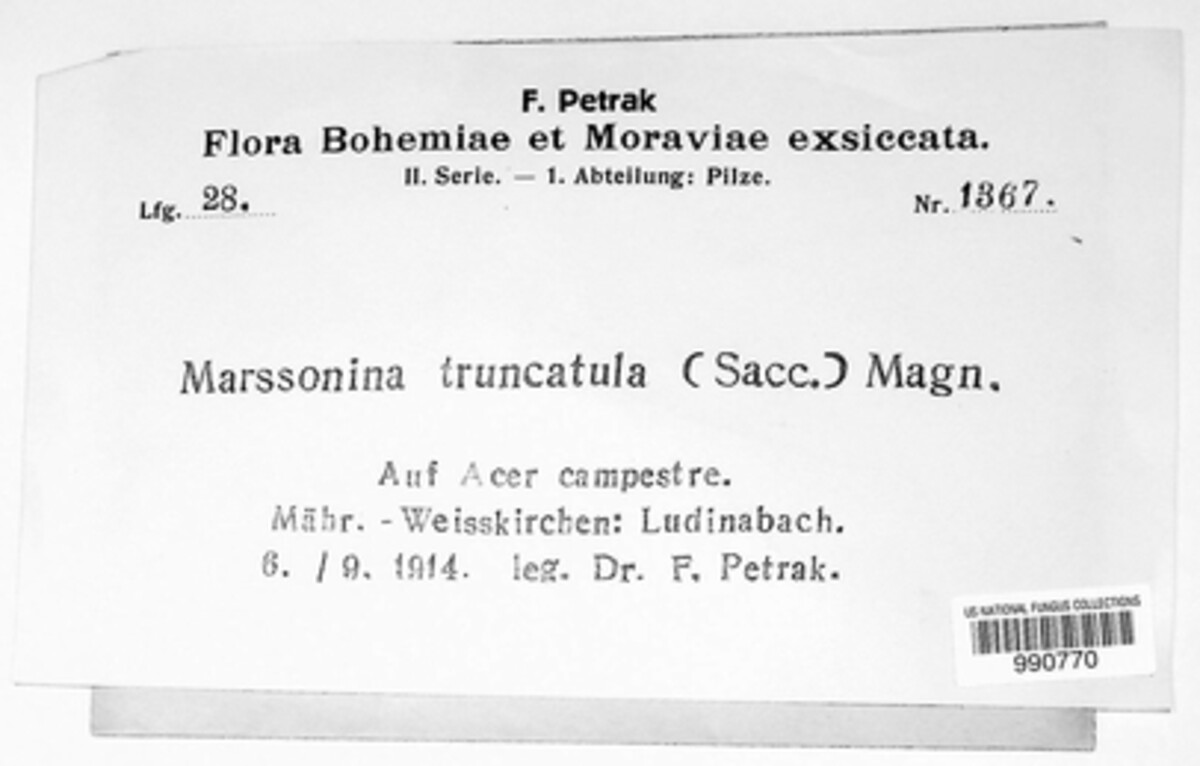 F. Petrak
Flora Bohemiae et Moraviae exsiccata.
II. Serie. — 1. Abteilung: Pilze.
Lfg. 28.
Nr. 1367.
Marssonina truncatula (Sacc.) Magn.
Auf Acer campestre.
Mähr. - Weisskirchen: Ludinabach.
6. / 9. 1914. leg. Dr. F. Petrak.
US NATIONAL FUNGUS COLLECTIONS
990770